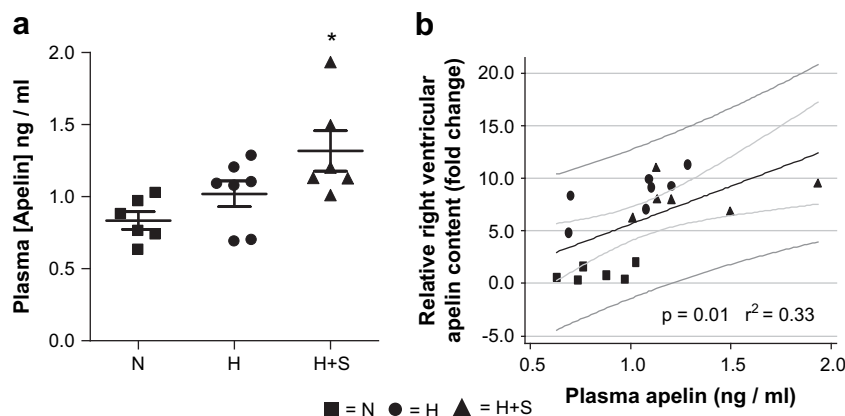 a
Plasma [Apelin] ng / ml
2.0
1.5
1.0
0.5
0.0
*
N
H
H+S
b
Relative right ventricular
apelin content (fold change)
20.0
15.0
10.0
5.0
0.0
-5.0
p = 0.01 r² = 0.33
0.5
1.0
1.5
2.0
Plasma apelin (ng / ml)
■ = N ● = H ▲ = H+S